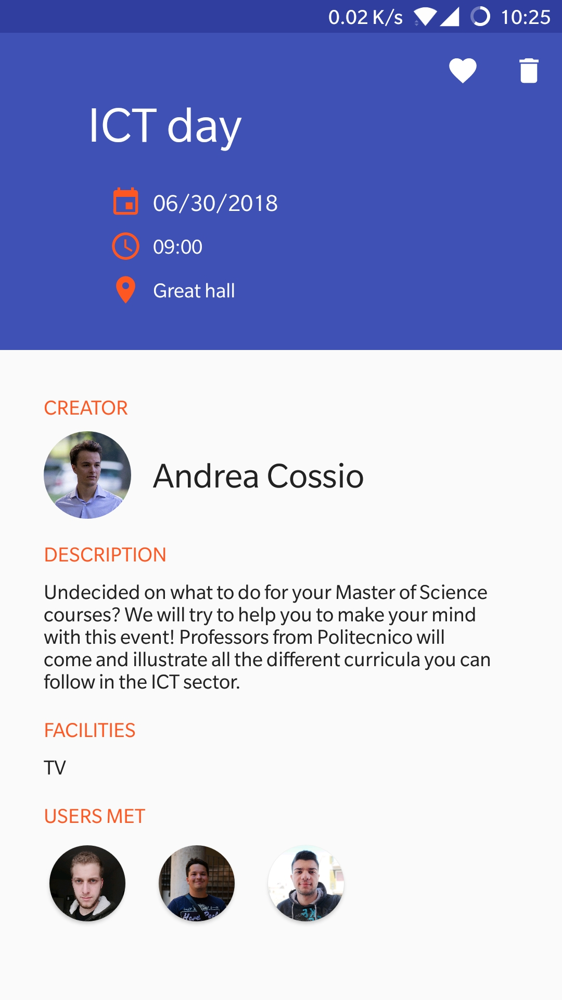 0.02 K/s 10:25
ICT day
06/30/2018
09:00
Great hall
CREATOR
Andrea Cossio
DESCRIPTION
Undecided on what to do for your Master of Science
courses? We will try to help you to make your mind
with this event! Professors from Politecnico will
come and illustrate all the different curricula you can
follow in the ICT sector.
FACILITIES
TV
USERS MET